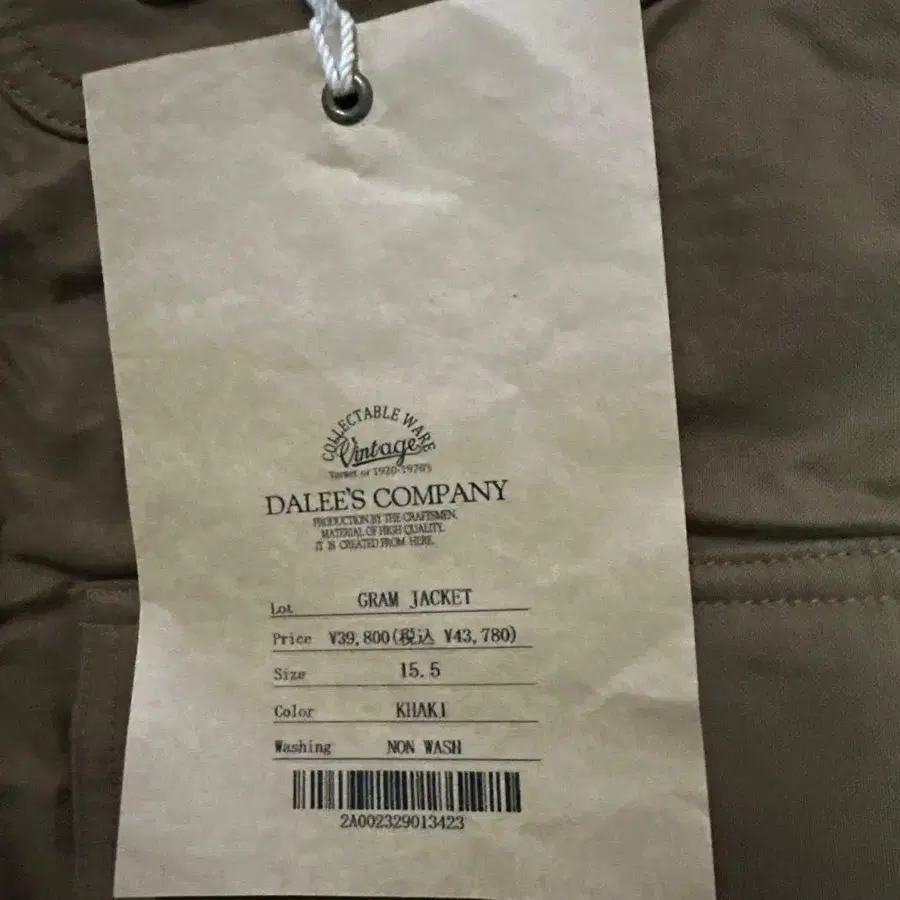 COLLECTABLE WARE
Vintage
DALEE'S COMPANY
PRODUCTION BY THE CRAFTSMEN.
MATERIAL OF HIGH QUALITY.
IT IS CREATED FROM HERE.
Lot GRAM JACKET
Price ¥39,800(税込 ¥43,780)
Size 15.5
Color KHAKI
Washing NON WASH
2A002329013423